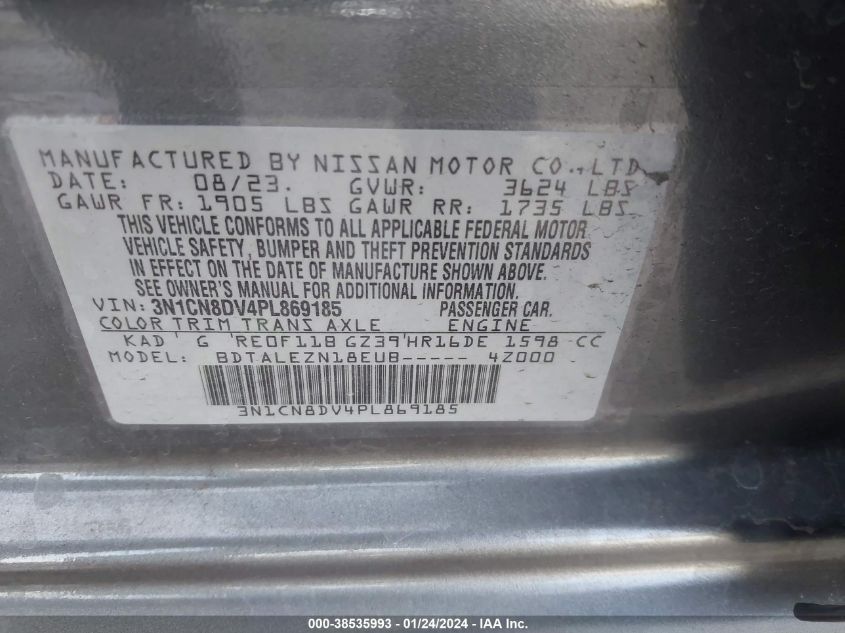 MANUFACTURED BY NISSAN MOTOR CO., LTD.
DATE: 08/23. GVWR: 3624 LBS
GAWR FR: 1905 LBS GAWR RR: 1735 LBS
THIS VEHICLE CONFORMS TO ALL APPLICABLE FEDERAL MOTOR
VEHICLE SAFETY, BUMPER AND THEFT PREVENTION STANDARDS
IN EFFECT ON THE DATE OF MANUFACTURE SHOWN ABOVE.
SEE OWNER'S MANUAL FOR ADDITIONAL INFORMATION.
VIN: 3N1CN8DV4PL869185 PASSENGER CAR.
COLOR TRIM TRANS AXLE ENGINE
KAD G RE0F11B GZ39 HR16DE 1598 CC
MODEL: BDTALEZN18EUB----- 4Z000
3N1CN8DV4PL869185
000-38535993 - 01/24/2024 - IAA Inc.